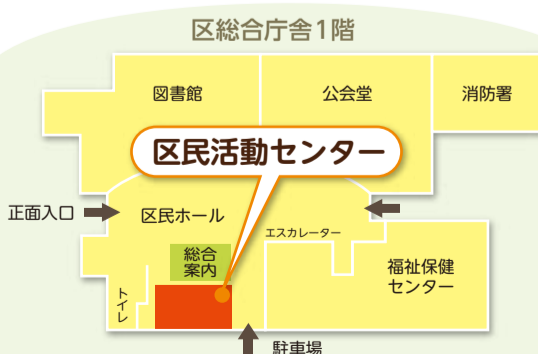 区総合庁舎1階
図書館
公会堂
消防署
区民活動センター
正面入口
区民ホール
エスカレーター
総合
案内
福祉保健
センター
トイレ
駐車場